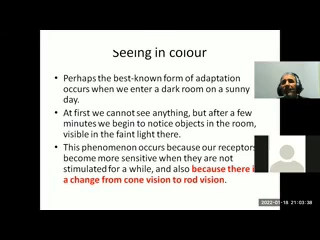 Seeing in colour
• Perhaps the best-known form of adaptation
occurs when we enter a dark room on a sunny
day.
• At first we cannot see anything, but after a few
minutes we begin to notice objects in the room,
visible in the faint light there.
• This phenomenon occurs because our receptors
become more sensitive when they are not
stimulated for a while, and also because there i
a change from cone vision to rod vision.
2022-01-18 21:03:38